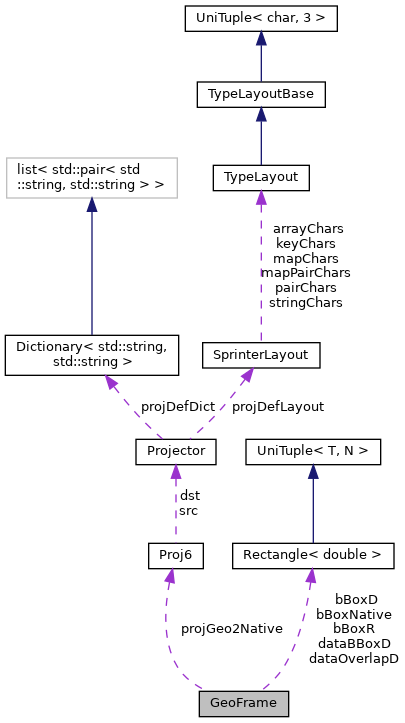 UniTuple< char, 3 >
TypeLayoutBase
list< std::pair< std
::string, std::string > >
TypeLayout
arrayChars
keyChars
mapChars
mapPairChars
pairChars
stringChars
Dictionary< std::string,
std::string >
SprinterLayout
projDefDict
projDefLayout
Projector
UniTuple< T, N >
dst
src
Proj6
Rectangle< double >
projGeo2Native
bBoxD
bBoxNative
bBoxR
dataBBoxD
dataOverlapD
GeoFrame